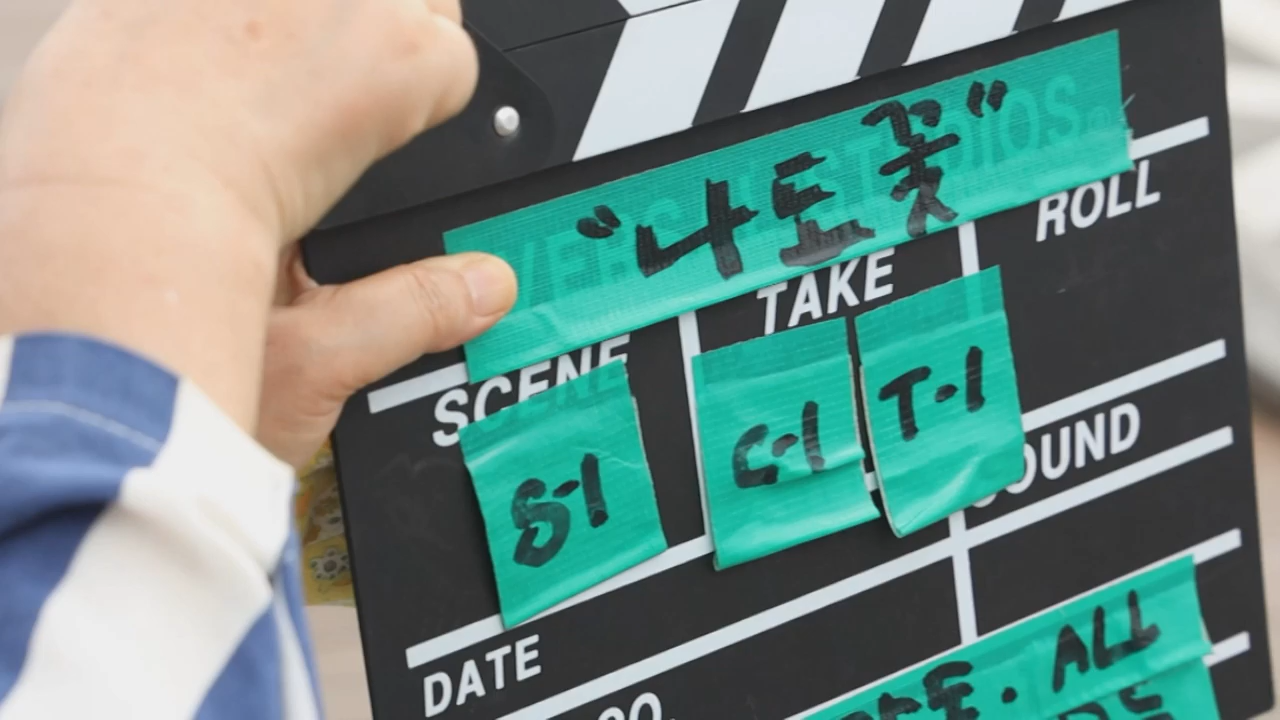 "나도 꽃"
ROLL
TAKE
SCENE
S-1
C-1
T-1
SOUND
DATE
ALL